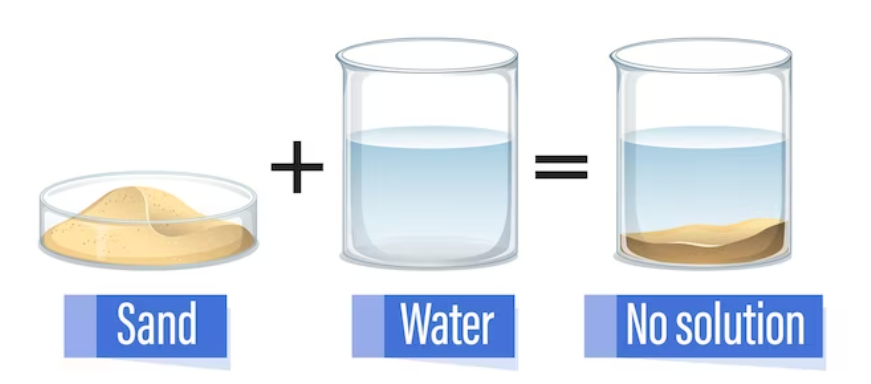 Sand + Water = No solution